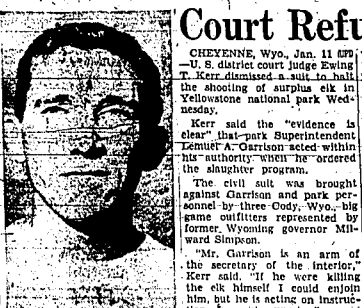 Court Refu
CHEYENNE, Wyo., Jan. 11 (UPI)
—U. S. district court judge Ewing
T. Kerr dismissed a suit to halt
the shooting of surplus elk in
Yellowstone national park Wed-
nesday.
Kerr said the "evidence is
clear" that park Superintendent
Lemuel A. Garrison acted within
his authority when he ordered
the slaughter program.
The civil suit was brought
against Garrison and park per-
sonnel by three Cody, Wyo., big
game outfitters represented by
former Wyoming governor Mil-
ward Simpson.
"Mr. Garrison is an arm of
the secretary of the interior,"
Kerr said. "If he were killing
the elk himself I could enjoin
him, but he is acting on instruc-